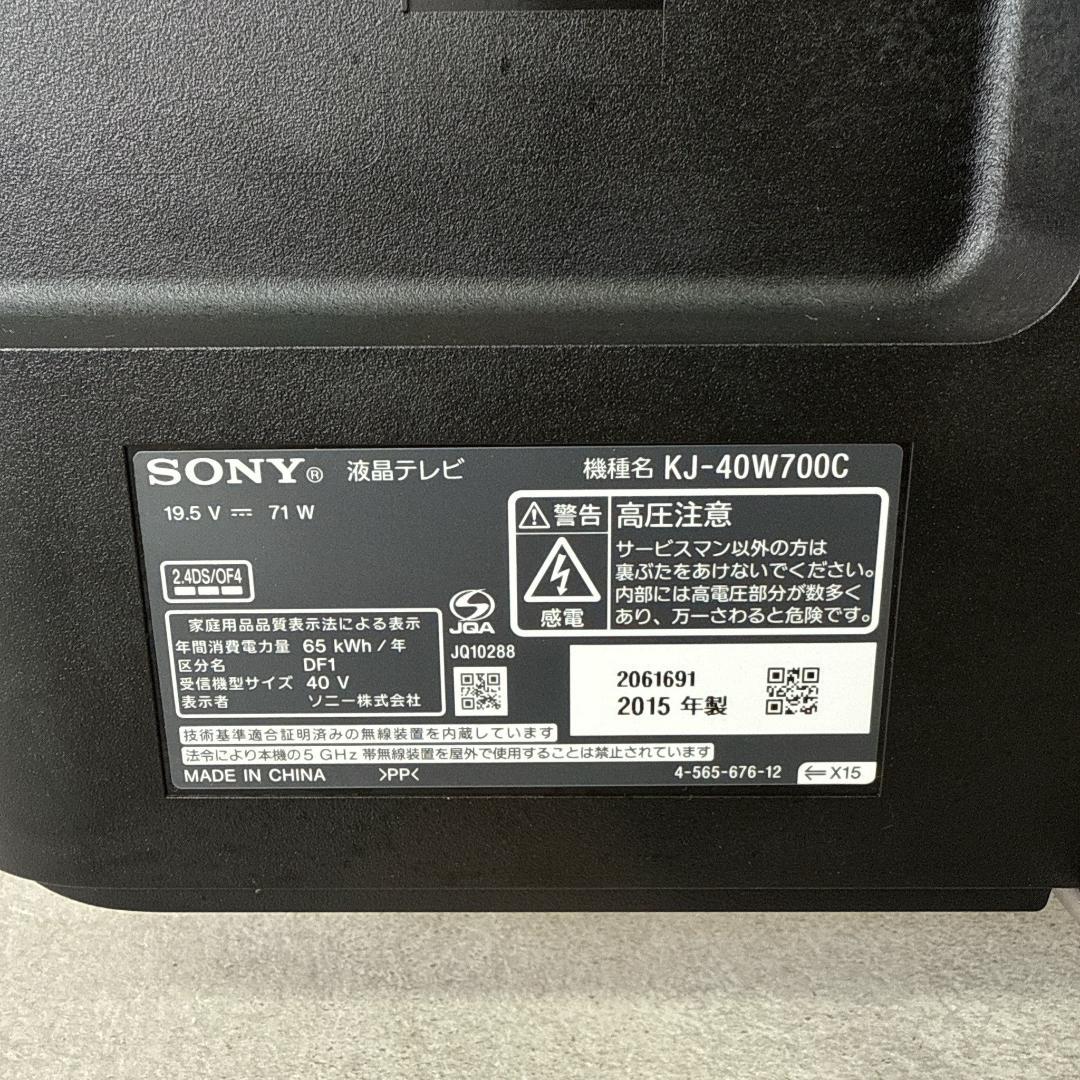 SONY® 液晶テレビ 機種名 KJ-40W700C
19.5 V ⎓ 71 W
⚠警告 高圧注意
サービスマン以外の方は
裏ぶたをあけないでください。
内部には高電圧部分が数多く
あり、万一さわると危険です。
感電
2.4DS/OF4
JQA
JQ10288
家庭用品品質表示法による表示
年間消費電力量 65 kWh/年
区分名 DF1
受信機型サイズ 40 V
表示者 ソニー株式会社
2061691
2015 年製
技術基準適合証明済みの無線装置を内蔵しています
法令により本機の5 GHz 帯無線装置を屋外で使用することは禁止されています
MADE IN CHINA >PP< 4-565-676-12 ⇐X15